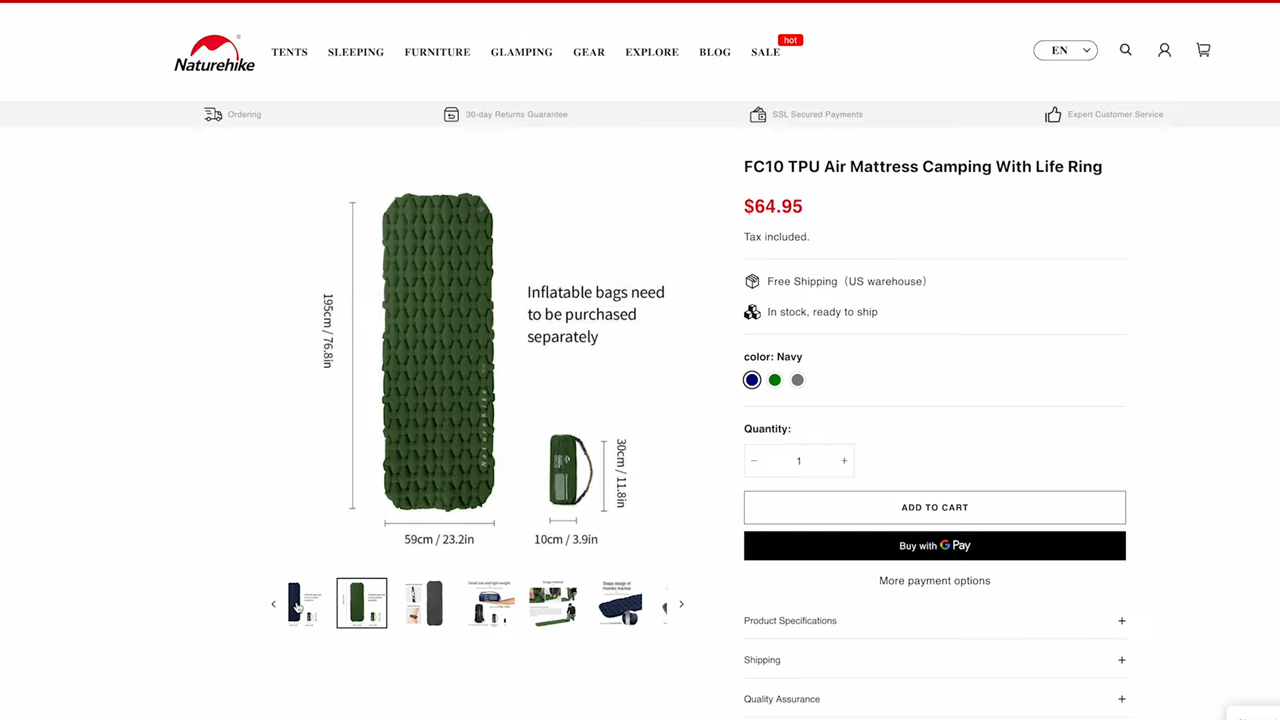 Naturehike
TENTS
SLEEPING
FURNITURE
GLAMPING
GEAR
EXPLORE
BLOG
SALE
hot
EN
Ordering
30-day Returns Guarantee
SSL Secured Payments
Expert Customer Service
195cm / 76.8in
Naturehike
59cm / 23.2in
Inflatable bags need
to be purchased
separately
30cm / 11.8in
10cm / 3.9in
FC10 TPU Air Mattress Camping With Life Ring
$64.95
Tax included.
Free Shipping（US warehouse）
In stock, ready to ship
color: Navy
Quantity:
− 1 +
ADD TO CART
Buy with G Pay
More payment options
Product Specifications +
Shipping +
Quality Assurance +